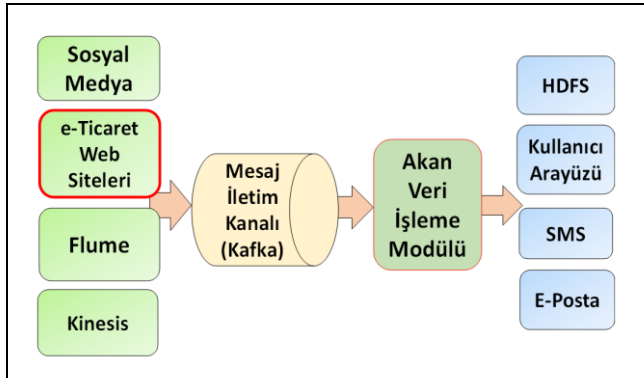 Sosyal
Medya
e-Ticaret
Web
Siteleri
Flume
Kinesis
Mesaj
İletim
Kanalı
(Kafka)
Akan
Veri
İşleme
Modülü
HDFS
Kullanıcı
Arayüzü
SMS
E-Posta